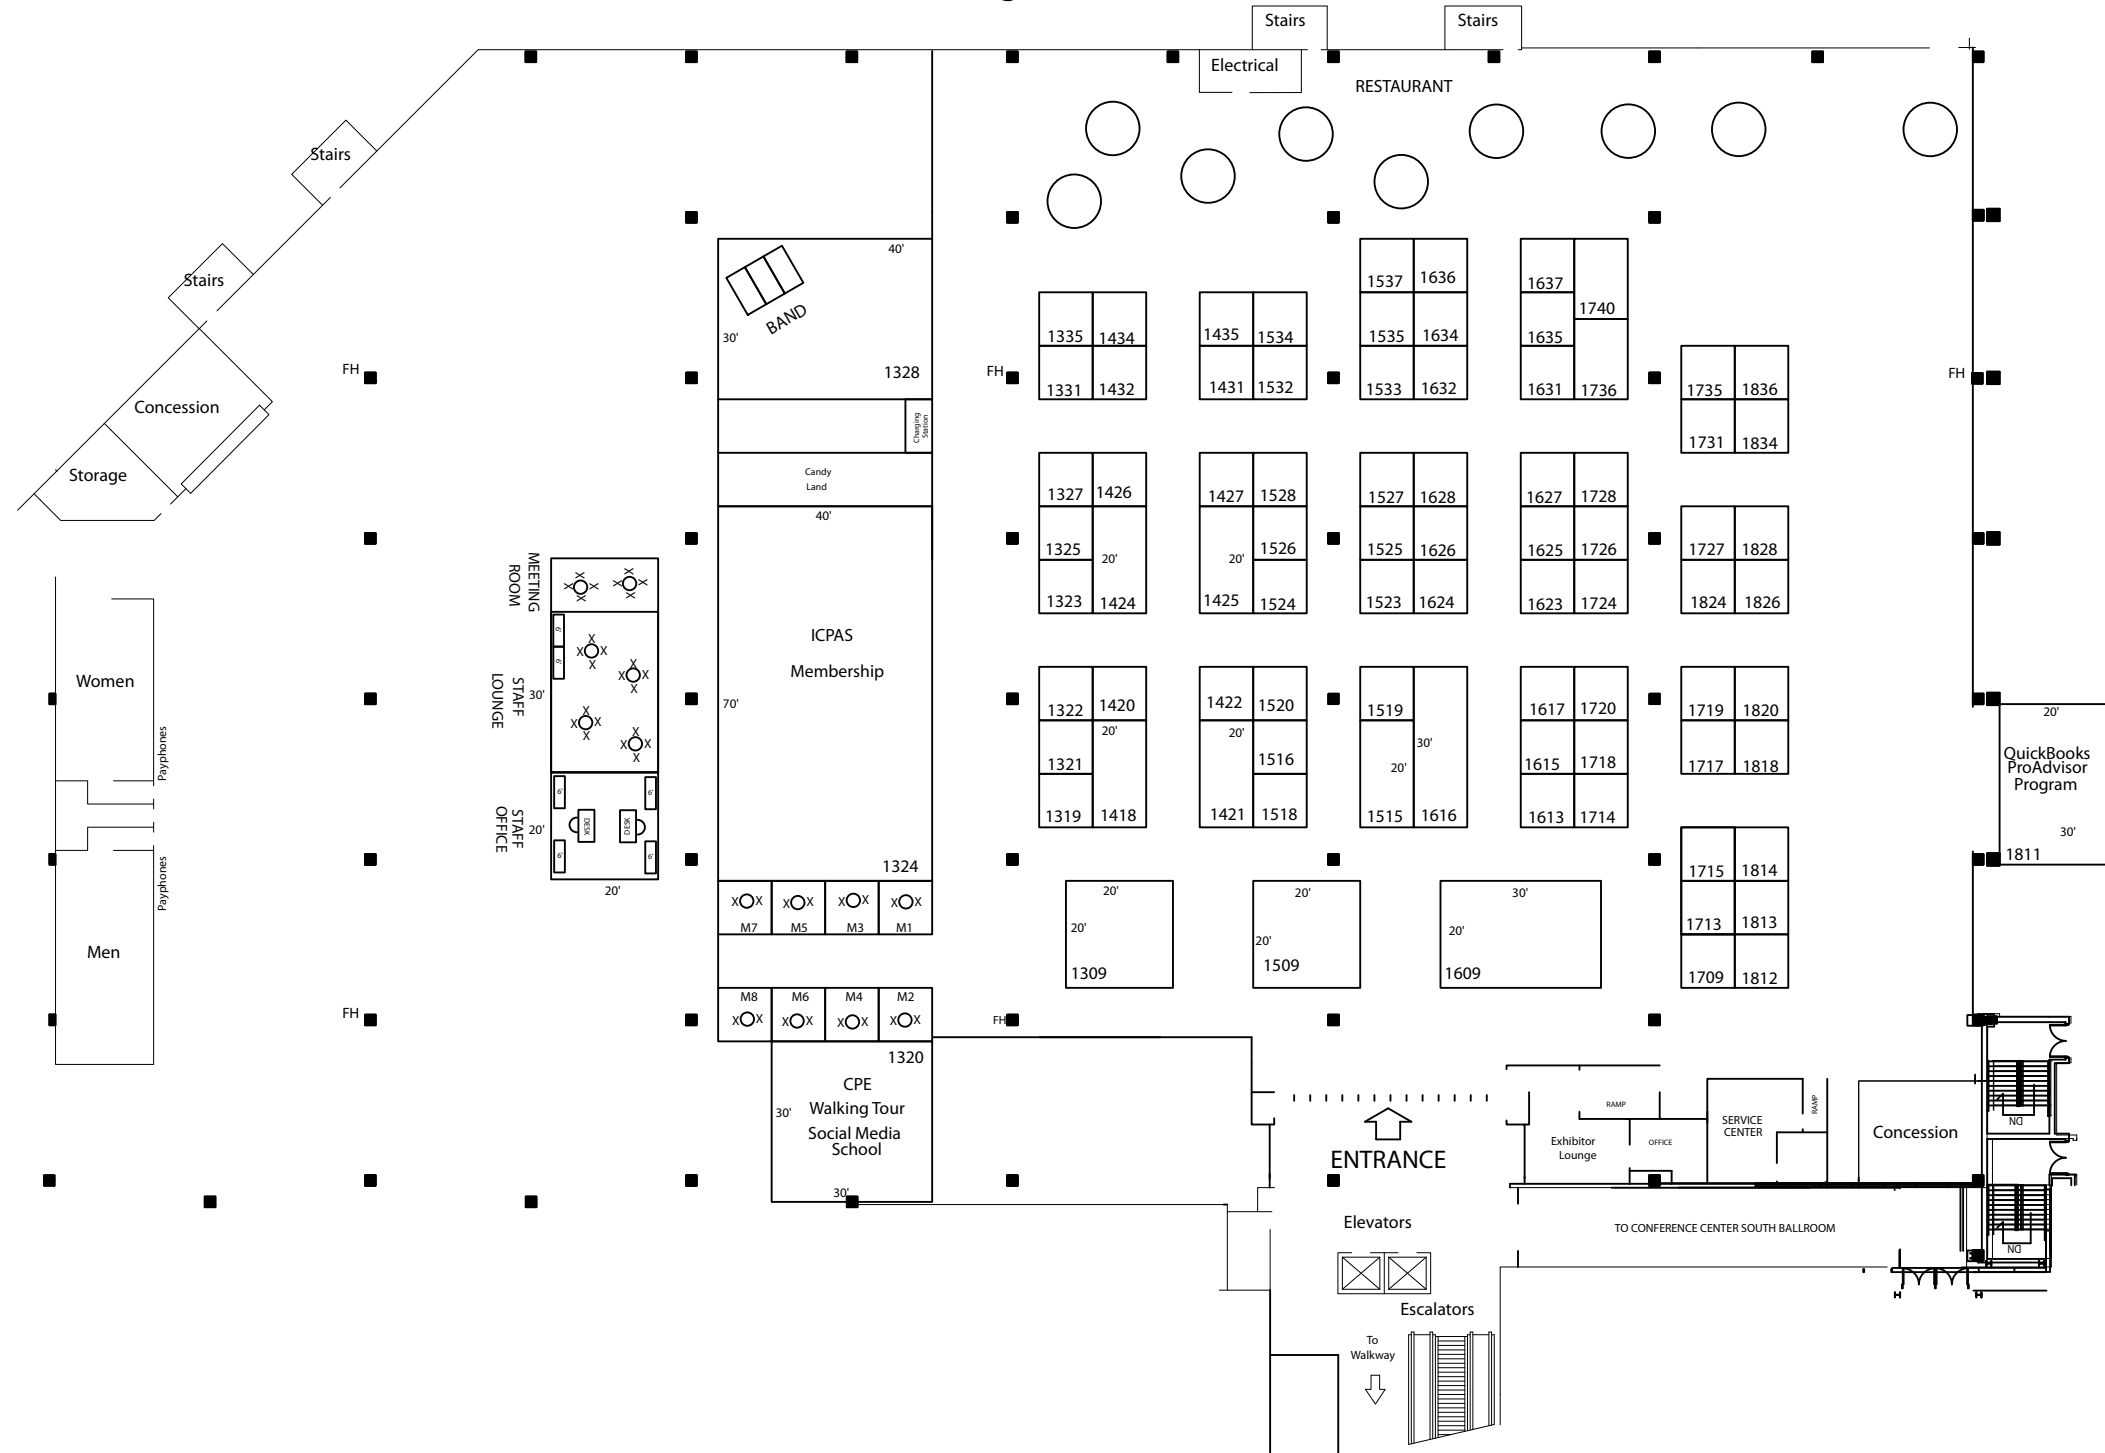 Stairs
Stairs
Electrical
RESTAURANT
Stairs
Stairs
Concession
Storage
FH
40'
30'
BAND
1328
Charging
Station
Candy
Land
FH
FH
1537
1636
1637
1740
1335
1434
1435
1534
1535
1634
1635
1331
1432
1431
1532
1533
1632
1631
1736
1735
1836
1731
1834
1327
1426
1427
1528
1527
1628
1627
1728
1325
20'
20'
1526
1525
1626
1625
1726
1727
1828
1323
1424
1425
1524
1523
1624
1623
1724
1824
1826
40'
ICPAS
Membership
70'
1324
MEETING
ROOM
X X X X
X X X X
STAFF
LOUNGE
30'
6'
6'
X X X X
X X X X
X X X X
X X X X
STAFF
OFFICE
20'
6'
6'
DESK
DESK
6'
6'
20'
Women
Payphones
Payphones
Men
FH
1322
1420
1422
1520
1519
1617
1720
1719
1820
1321
20'
20'
1516
20'
30'
1615
1718
1717
1818
1319
1418
1421
1518
1515
1616
1613
1714
20'
QuickBooks
ProAdvisor
Program
30'
1811
1715
1814
1713
1813
1709
1812
20'
20'
1309
20'
20'
1509
30'
20'
1609
X X
X X
X X
X X
M7
M5
M3
M1
M8
M6
M4
M2
X X
X X
X X
X X
FH
1320
CPE
30'
Walking Tour
Social Media
School
30'
ENTRANCE
RAMP
Exhibitor
Lounge
OFFICE
SERVICE
CENTER
RAMP
Concession
DN
DN
Elevators
TO CONFERENCE CENTER SOUTH BALLROOM
Escalators
To
Walkway